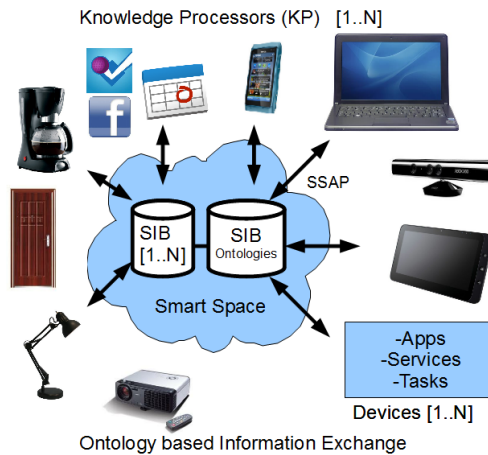 Knowledge Processors (KP) [1..N]
SSAP
SIB
[1..N]
SIB
Ontologies
Smart Space
-Apps
-Services
-Tasks
Devices [1..N]
Ontology based Information Exchange